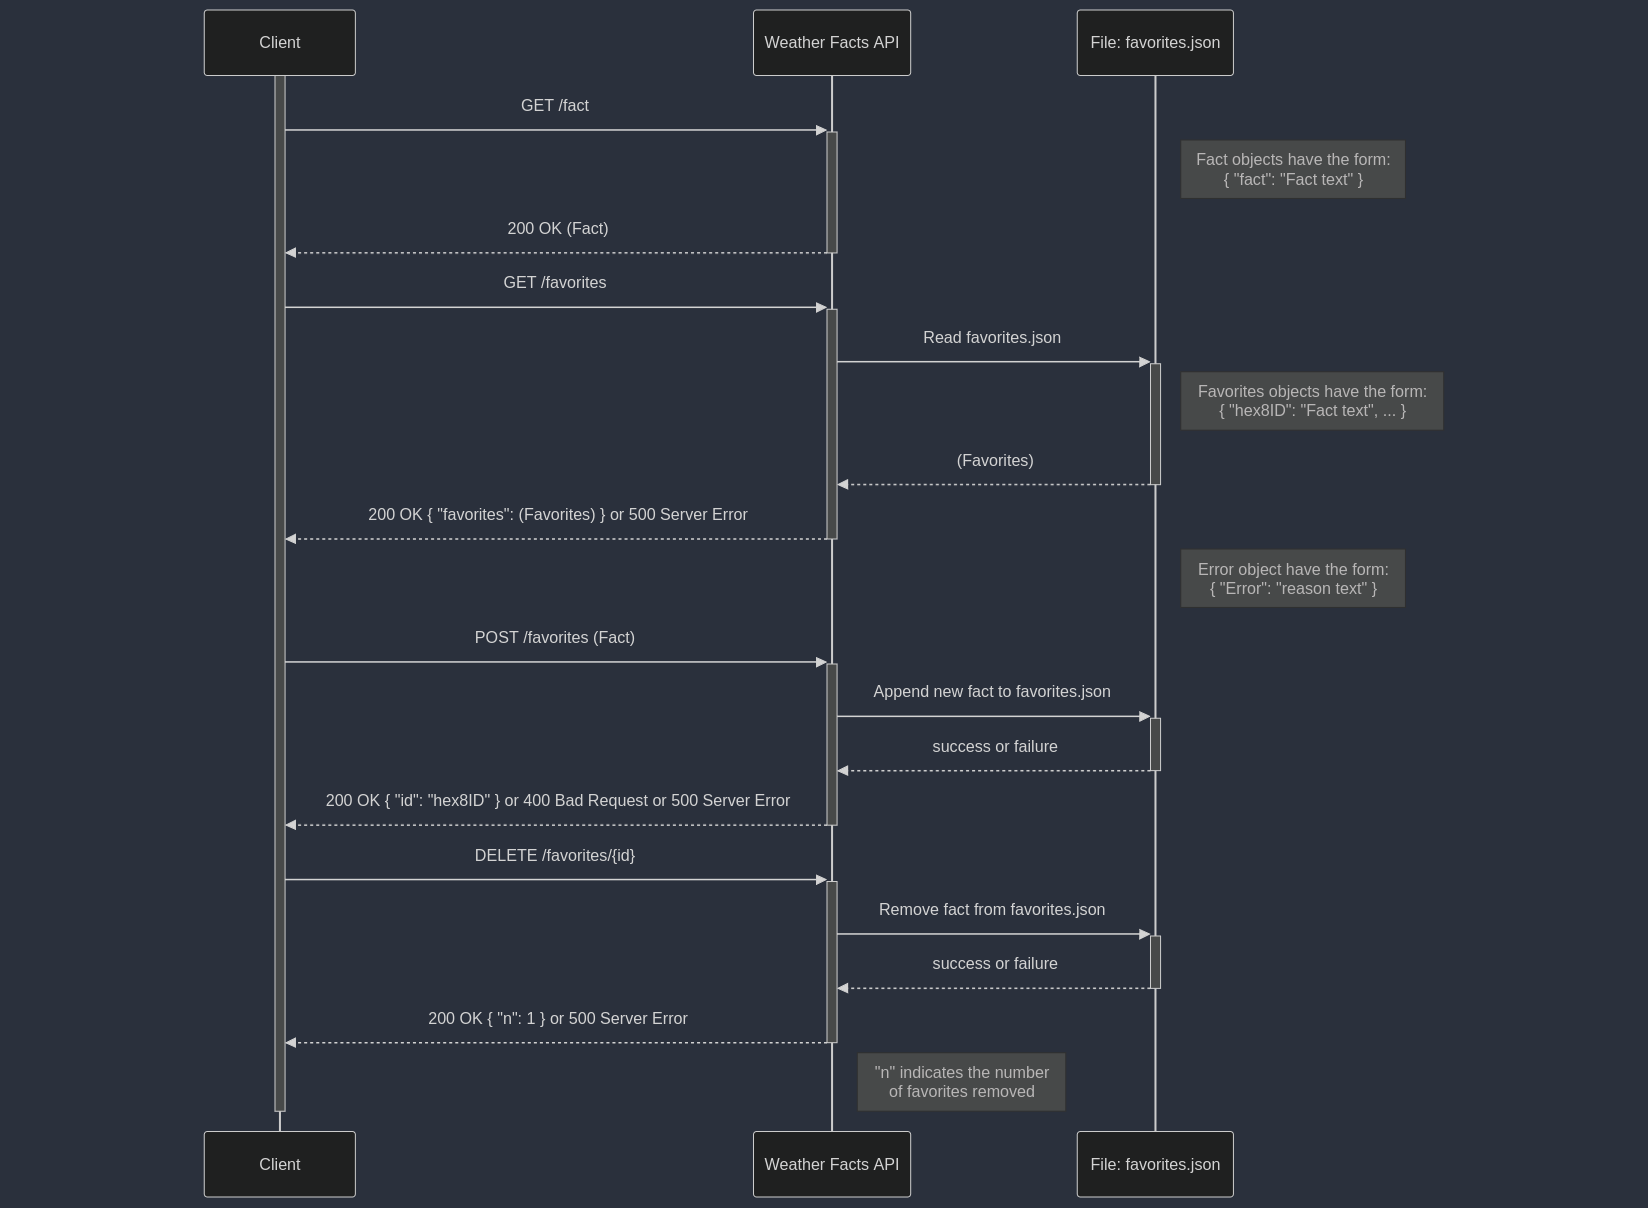 Client
Weather Facts API
File: favorites.json
GET /fact
Fact objects have the form:
{ "fact": "Fact text" }
200 OK (Fact)
GET /favorites
Read favorites.json
Favorites objects have the form:
{ "hex8ID": "Fact text", ... }
(Favorites)
200 OK { "favorites": (Favorites) } or 500 Server Error
Error object have the form:
{ "Error": "reason text" }
POST /favorites (Fact)
Append new fact to favorites.json
success or failure
200 OK { "id": "hex8ID" } or 400 Bad Request or 500 Server Error
DELETE /favorites/{id}
Remove fact from favorites.json
success or failure
200 OK { "n": 1 } or 500 Server Error
"n" indicates the number
of favorites removed
Client
Weather Facts API
File: favorites.json